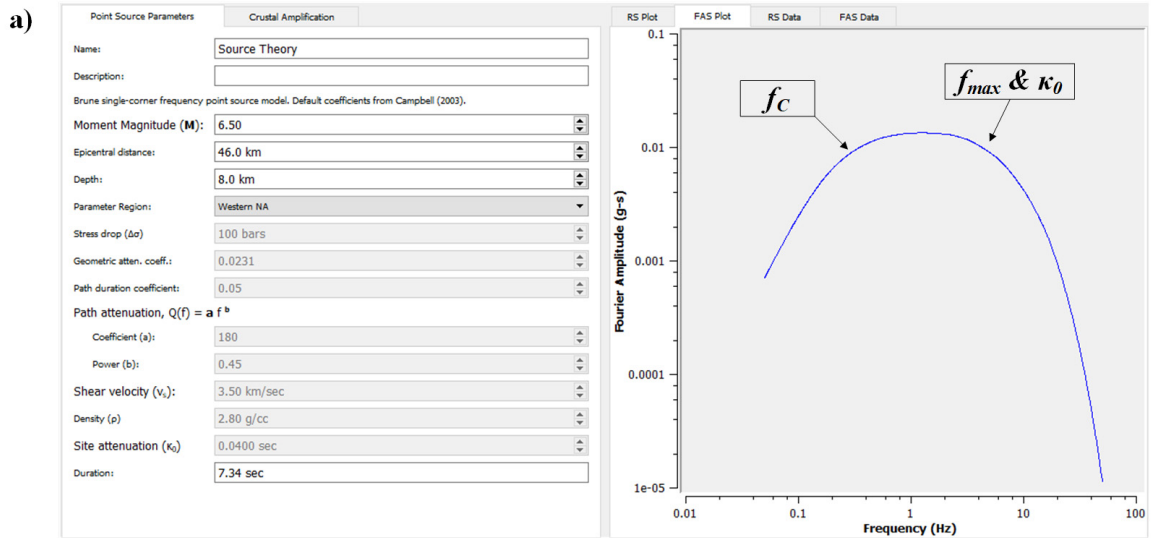 a)
Point Source Parameters
Crustal Amplification
Name:
Source Theory
Description:
Brune single-corner frequency point source model. Default coefficients from Campbell (2003).
Moment Magnitude (M):
6.50
Epicentral distance:
46.0 km
Depth:
8.0 km
Parameter Region:
Western NA
Stress drop (Δσ)
100 bars
Geometric atten. coeff.:
0.0231
Path duration coefficient:
0.05
Path attenuation, Q(f) = a f ᵇ
Coefficient (a):
180
Power (b):
0.45
Shear velocity (vₛ):
3.50 km/sec
Density (ρ)
2.80 g/cc
Site attenuation (κ₀)
0.0400 sec
Duration:
7.34 sec
RS Plot
FAS Plot
RS Data
FAS Data
0.1
0.01
0.001
0.0001
1e-05
Fourier Amplitude (g-s)
f_C
f_max & κ_0
0.01
0.1
1
10
100
Frequency (Hz)